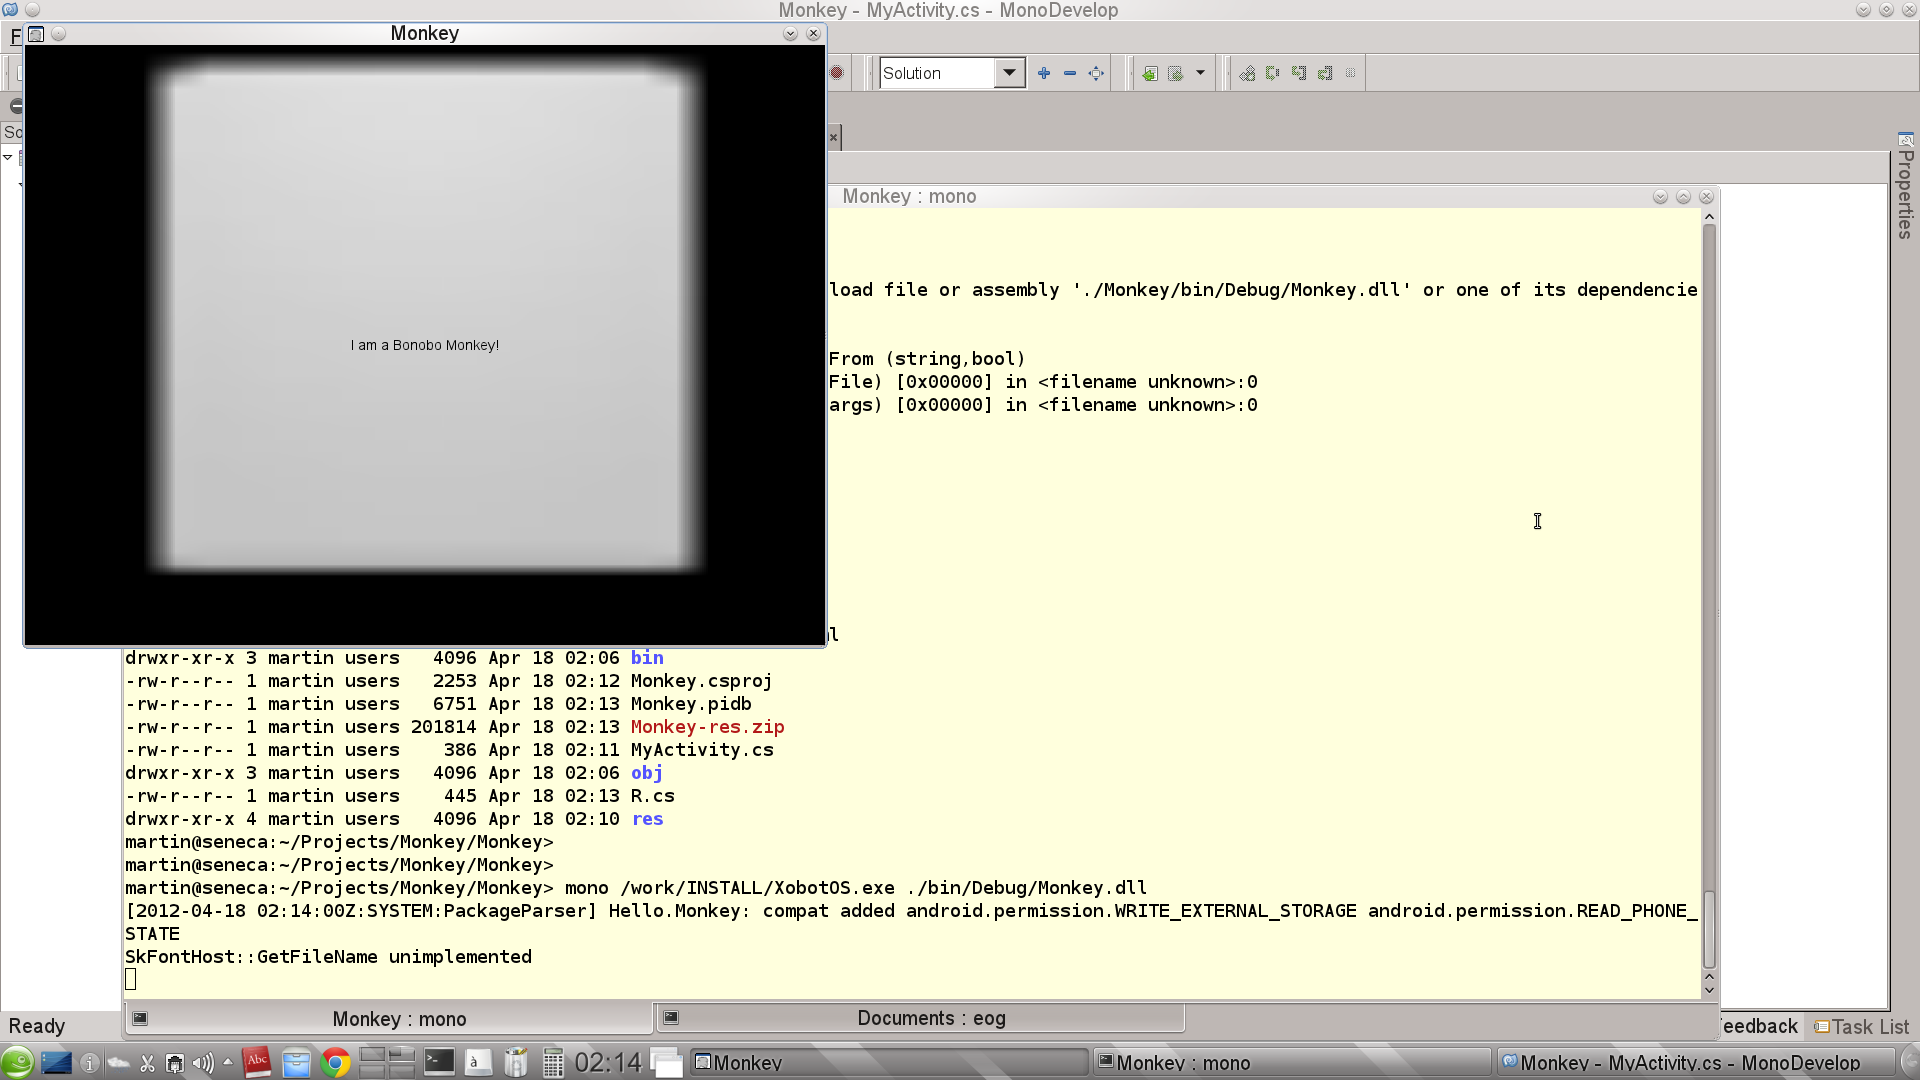 Monkey - MyActivity.cs - MonoDevelop
F
Monkey
Solution
So
I am a Bonobo Monkey!
Properties
Monkey : mono
load file or assembly './Monkey/bin/Debug/Monkey.dll' or one of its dependencie
From (string,bool)
File) [0x00000] in <filename unknown>:0
args) [0x00000] in <filename unknown>:0
l
drwxr-xr-x 3 martin users   4096 Apr 18 02:06 bin
-rw-r--r-- 1 martin users   2253 Apr 18 02:12 Monkey.csproj
-rw-r--r-- 1 martin users   6751 Apr 18 02:13 Monkey.pidb
-rw-r--r-- 1 martin users 201814 Apr 18 02:13 Monkey-res.zip
-rw-r--r-- 1 martin users    386 Apr 18 02:11 MyActivity.cs
drwxr-xr-x 3 martin users   4096 Apr 18 02:06 obj
-rw-r--r-- 1 martin users    445 Apr 18 02:13 R.cs
drwxr-xr-x 4 martin users   4096 Apr 18 02:10 res
martin@seneca:~/Projects/Monkey/Monkey>
martin@seneca:~/Projects/Monkey/Monkey>
martin@seneca:~/Projects/Monkey/Monkey> mono /work/INSTALL/XobotOS.exe ./bin/Debug/Monkey.dll
[2012-04-18 02:14:00Z:SYSTEM:PackageParser] Hello.Monkey: compat added android.permission.WRITE_EXTERNAL_STORAGE android.permission.READ_PHONE_
STATE
SkFontHost::GetFileName unimplemented
Monkey : mono
Documents : eog
Ready
eedback
Task List
Abc
à
02:14
Monkey
Monkey : mono
Monkey - MyActivity.cs - MonoDevelop